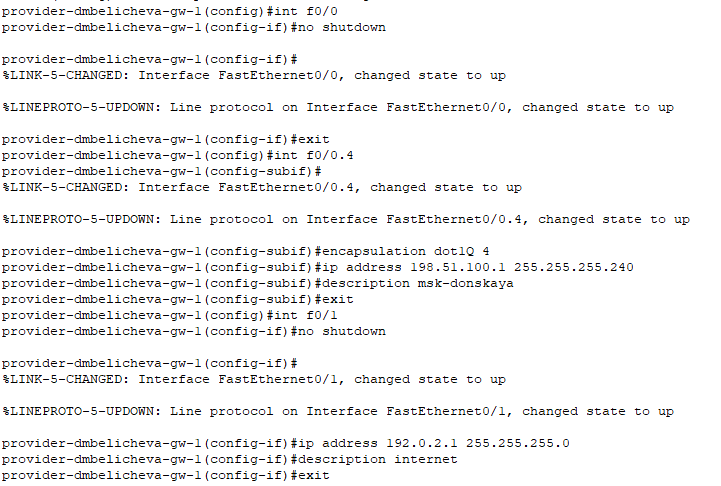 provider-dmbelicheva-gw-1(config)#int f0/0
provider-dmbelicheva-gw-1(config-if)#no shutdown
provider-dmbelicheva-gw-1(config-if)#
%LINK-5-CHANGED: Interface FastEthernet0/0, changed state to up
%LINEPROTO-5-UPDOWN: Line protocol on Interface FastEthernet0/0, changed state to up
provider-dmbelicheva-gw-1(config-if)#exit
provider-dmbelicheva-gw-1(config)#int f0/0.4
provider-dmbelicheva-gw-1(config-subif)#
%LINK-5-CHANGED: Interface FastEthernet0/0.4, changed state to up
%LINEPROTO-5-UPDOWN: Line protocol on Interface FastEthernet0/0.4, changed state to up
provider-dmbelicheva-gw-1(config-subif)#encapsulation dot1Q 4
provider-dmbelicheva-gw-1(config-subif)#ip address 198.51.100.1 255.255.255.240
provider-dmbelicheva-gw-1(config-subif)#description msk-donskaya
provider-dmbelicheva-gw-1(config-subif)#exit
provider-dmbelicheva-gw-1(config)#int f0/1
provider-dmbelicheva-gw-1(config-if)#no shutdown
provider-dmbelicheva-gw-1(config-if)#
%LINK-5-CHANGED: Interface FastEthernet0/1, changed state to up
%LINEPROTO-5-UPDOWN: Line protocol on Interface FastEthernet0/1, changed state to up
provider-dmbelicheva-gw-1(config-if)#ip address 192.0.2.1 255.255.255.0
provider-dmbelicheva-gw-1(config-if)#description internet
provider-dmbelicheva-gw-1(config-if)#exit